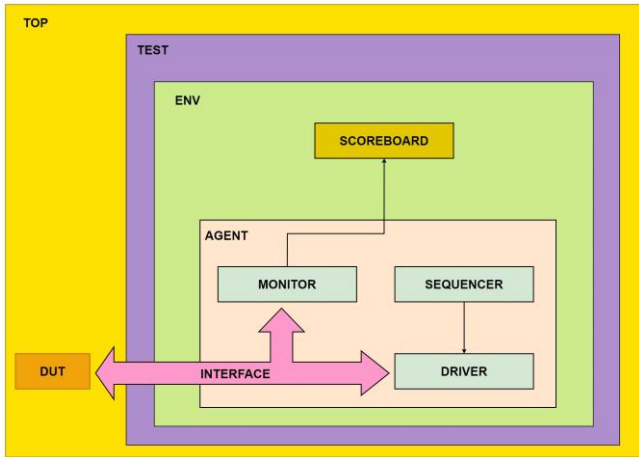 TOP
TEST
ENV
SCOREBOARD
AGENT
MONITOR
SEQUENCER
DUT
INTERFACE
DRIVER